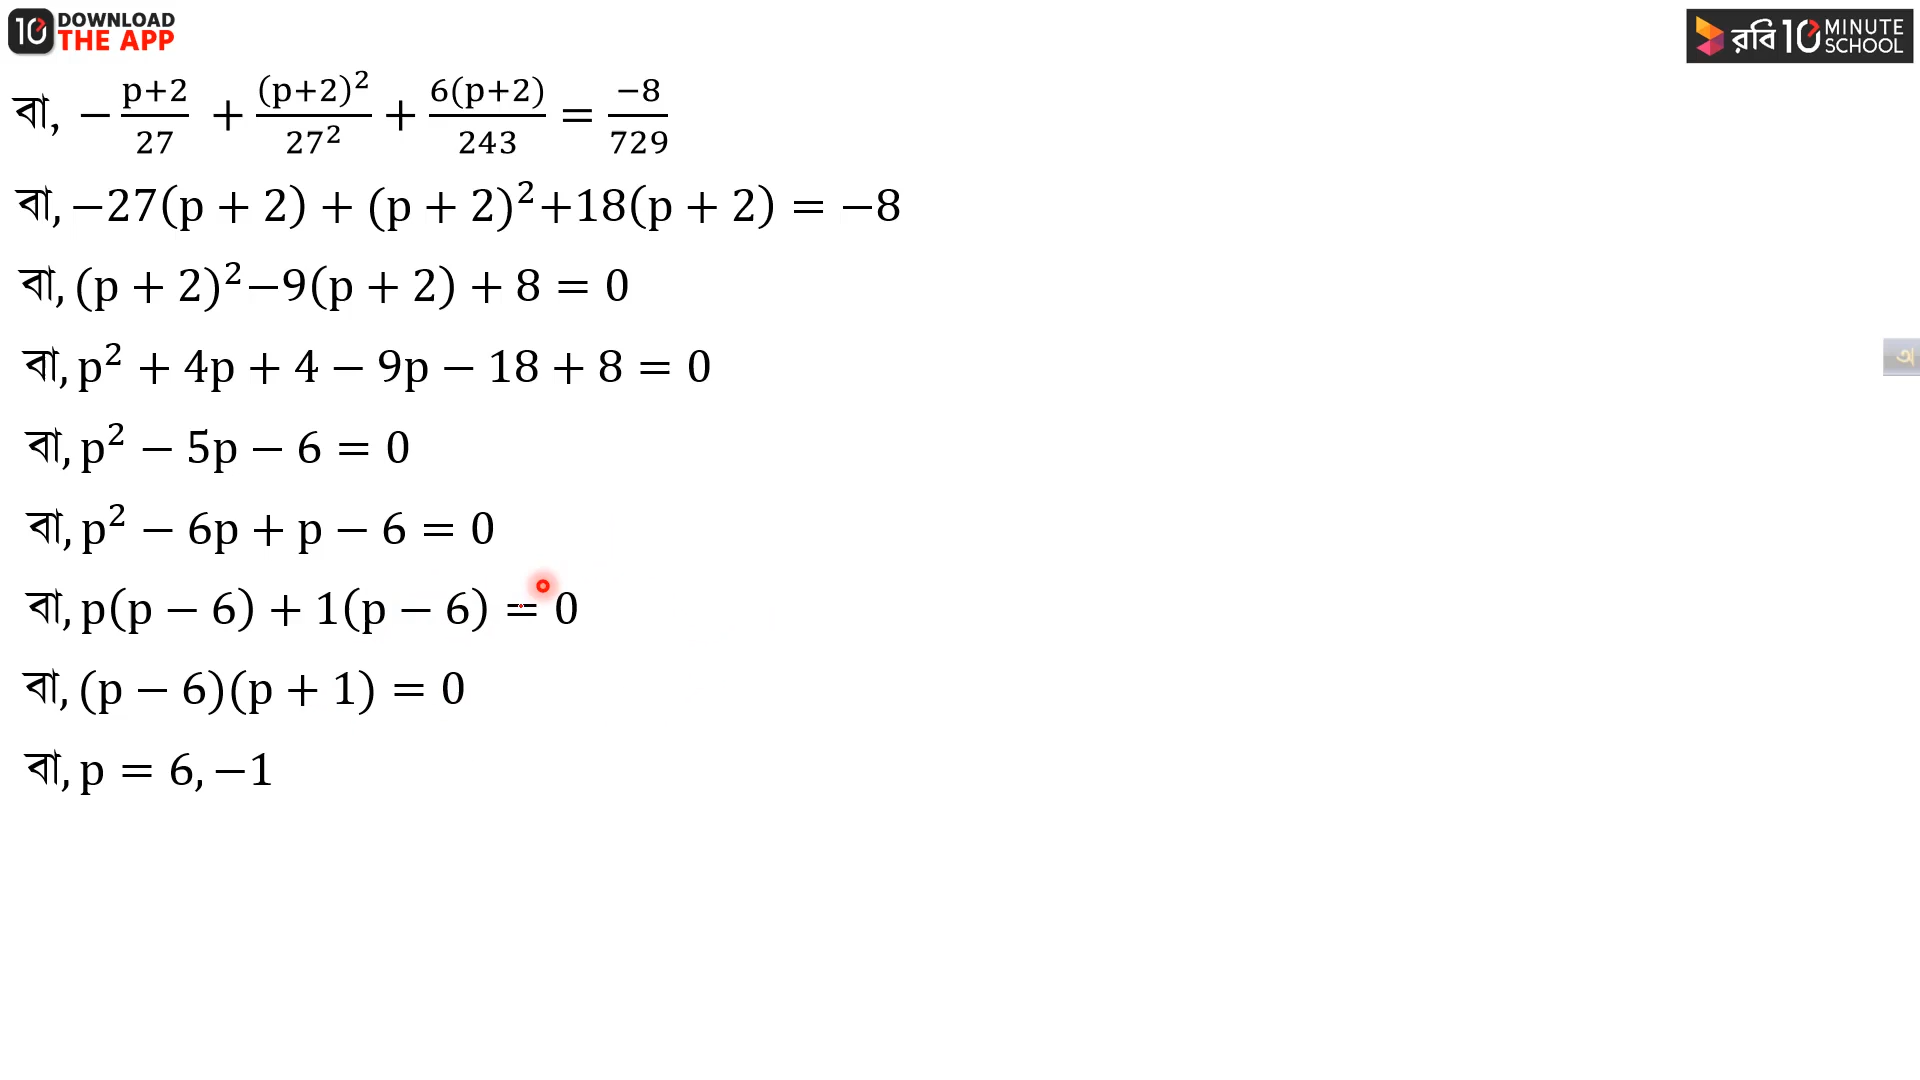 10 DOWNLOAD THE APP
রবি 10 MINUTE SCHOOL
বা, −(p+2)/27 + (p+2)²/27² + 6(p+2)/243 = −8/729
বা, −27(p + 2) + (p + 2)²+18(p + 2) = −8
বা, (p + 2)²−9(p + 2) + 8 = 0
বা, p² + 4p + 4 − 9p − 18 + 8 = 0
অ
বা, p² − 5p − 6 = 0
বা, p² − 6p + p − 6 = 0
বা, p(p − 6) + 1(p − 6) = 0
বা, (p − 6)(p + 1) = 0
বা, p = 6, −1